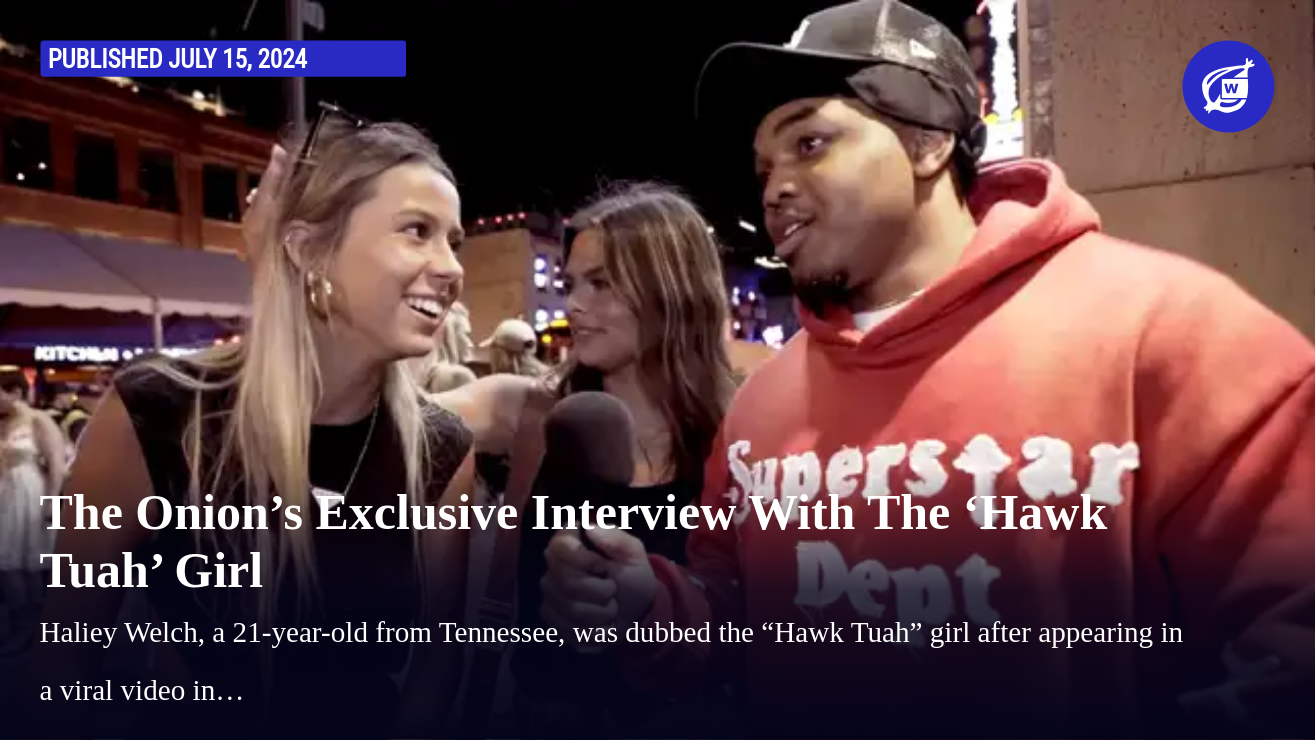 PUBLISHED JULY 15, 2024
W
KITCHEN
Superstar
Dept
The Onion’s Exclusive Interview With The ‘Hawk
Tuah’ Girl
Haliey Welch, a 21-year-old from Tennessee, was dubbed the “Hawk Tuah” girl after appearing in
a viral video in…